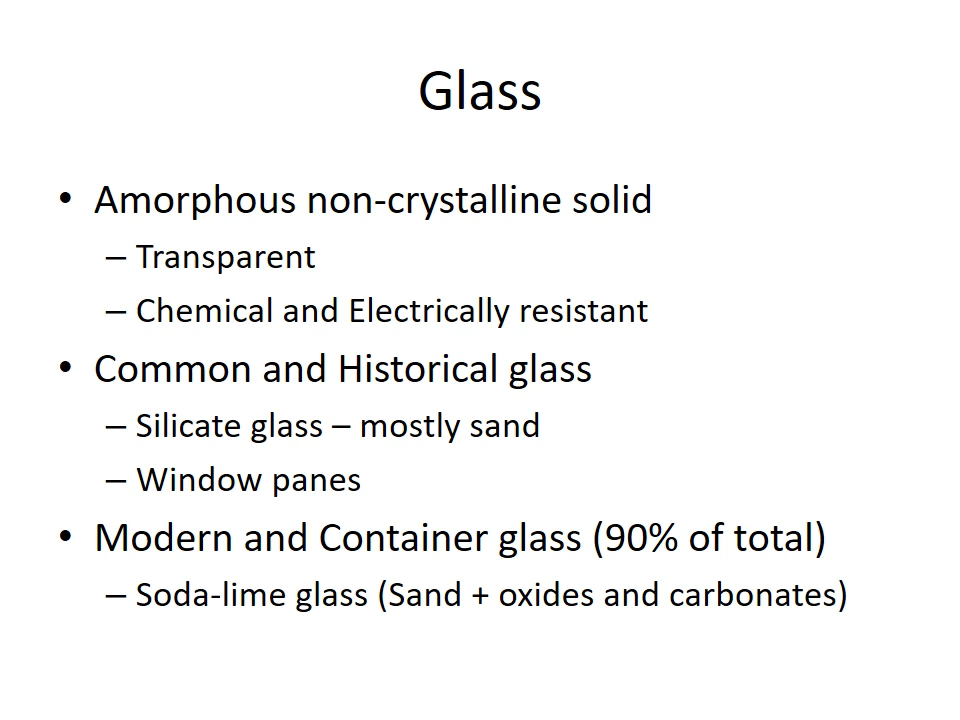 Glass
• Amorphous non-crystalline solid
– Transparent
– Chemical and Electrically resistant
• Common and Historical glass
– Silicate glass – mostly sand
– Window panes
• Modern and Container glass (90% of total)
– Soda-lime glass (Sand + oxides and carbonates)